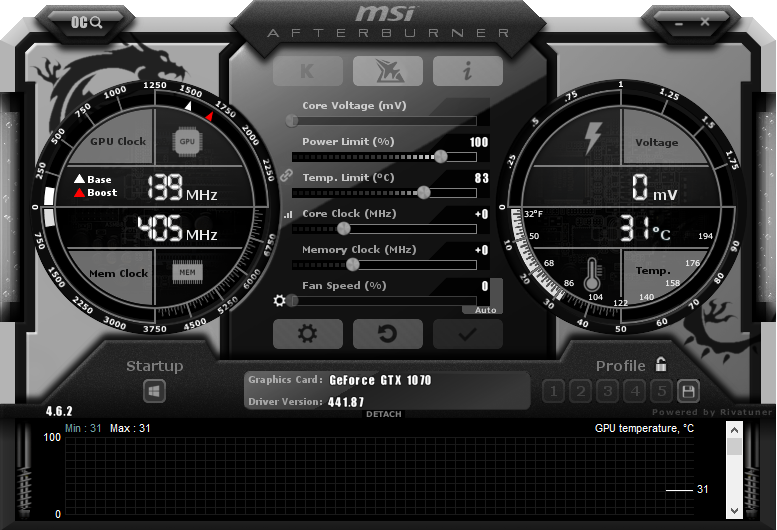 OC
msi
AFTERBURNER
K
i
GPU Clock
GPU
Base
Boost
139 MHz
405 MHz
Mem Clock
MEM
0
250
500
750
1000
1250
1500
1750
2000
2250
0
750
1500
2250
3000
3750
4500
5250
6000
6750
Core Voltage (mV)
Power Limit (%) 100
Temp. Limit (°C) 83
Core Clock (MHz) +0
Memory Clock (MHz) +0
Fan Speed (%) 0
Auto
Voltage
0 mV
31°C
Temp.
0
.25
.5
.75
1
1.25
1.5
1.75
0
10
20
30
40
50
60
70
80
90
32°F
50
68
86
104
122
140
158
176
194
Startup
Graphics Card: GeForce GTX 1070
Driver Version: 441.87
Profile
1 2 3 4 5
4.6.2
DETACH
Powered by Rivatuner
Min : 31 Max : 31
GPU temperature, °C
100
0
31